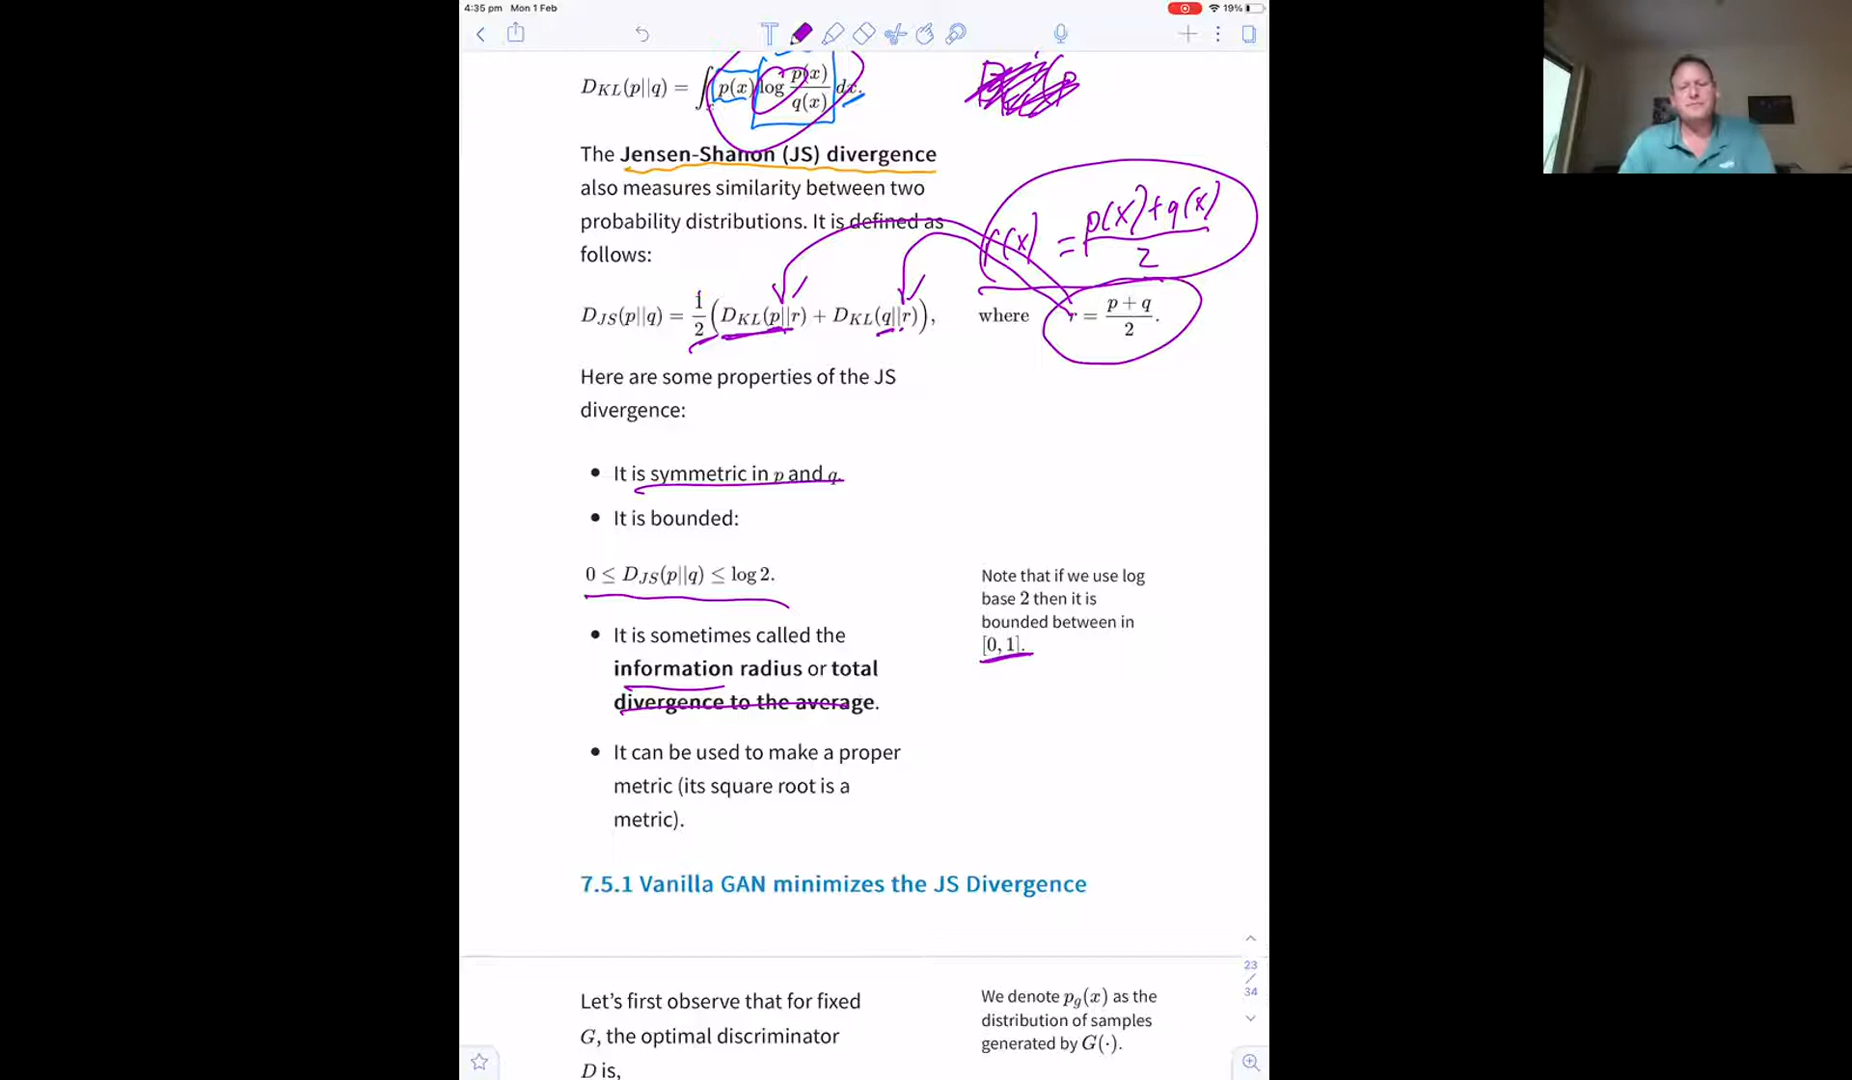 4:35 pm Mon 1 Feb
19%
D_{KL}(p||q) = ∫ p(x) log p(x)/q(x) dx.
The Jensen-Shanon (JS) divergence
also measures similarity between two
probability distributions. It is defined as
follows:
r(x) = p(x)+q(x)/2
D_{JS}(p||q) = 1/2 (D_{KL}(p||r) + D_{KL}(q||r)), where r = p + q/2.
Here are some properties of the JS
divergence:
• It is symmetric in p and q.
• It is bounded:
0 ≤ D_{JS}(p||q) ≤ log 2.
Note that if we use log
base 2 then it is
bounded between in
[0, 1].
• It is sometimes called the
information radius or total
divergence to the average.
• It can be used to make a proper
metric (its square root is a
metric).
7.5.1 Vanilla GAN minimizes the JS Divergence
23
/
34
Let's first observe that for fixed
G, the optimal discriminator
D is,
We denote p_g(x) as the
distribution of samples
generated by G(·).